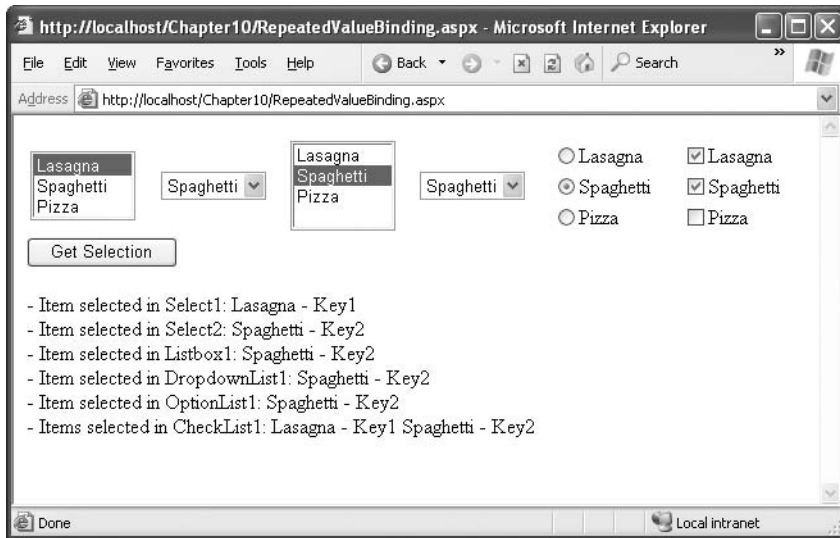 http://localhost/Chapter10/RepeatedValueBinding.aspx - Microsoft Internet Explorer
File Edit View Favorites Tools Help Back Search »
Address http://localhost/Chapter10/RepeatedValueBinding.aspx
Lasagna
Spaghetti
Pizza
Spaghetti
Lasagna
Spaghetti
Pizza
Spaghetti
Lasagna
Spaghetti
Pizza
Lasagna
Spaghetti
Pizza
Get Selection
- Item selected in Select1: Lasagna - Key1
- Item selected in Select2: Spaghetti - Key2
- Item selected in Listbox1: Spaghetti - Key2
- Item selected in DropdownList1: Spaghetti - Key2
- Item selected in OptionList1: Spaghetti - Key2
- Items selected in CheckList1: Lasagna - Key1 Spaghetti - Key2
Done Local intranet